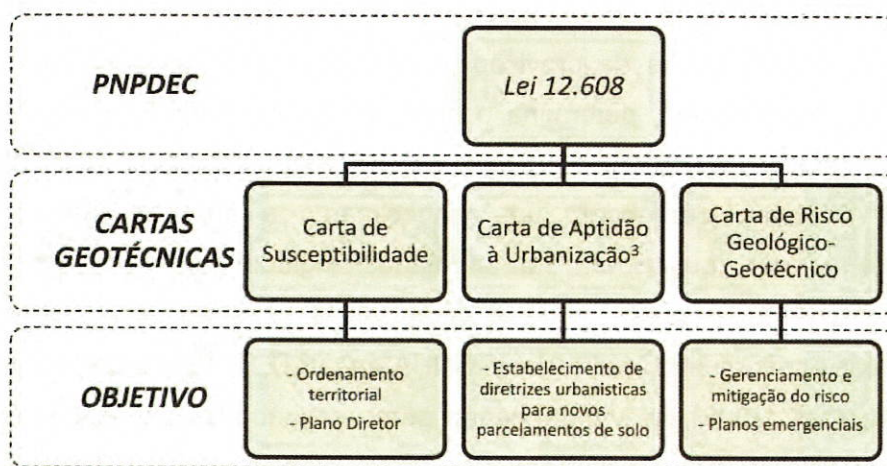 PNPDEC
Lei 12.608
CARTAS
GEOTÉCNICAS
Carta de
Susceptibilidade
Carta de Aptidão
à Urbanização³
Carta de Risco
Geológico-
Geotécnico
OBJETIVO
- Ordenamento
territorial
- Plano Diretor
- Estabelecimento de
diretrizes urbanisticas
para novos
parcelamentos de solo
- Gerenciamento e
mitigação do risco
- Planos emergenciais